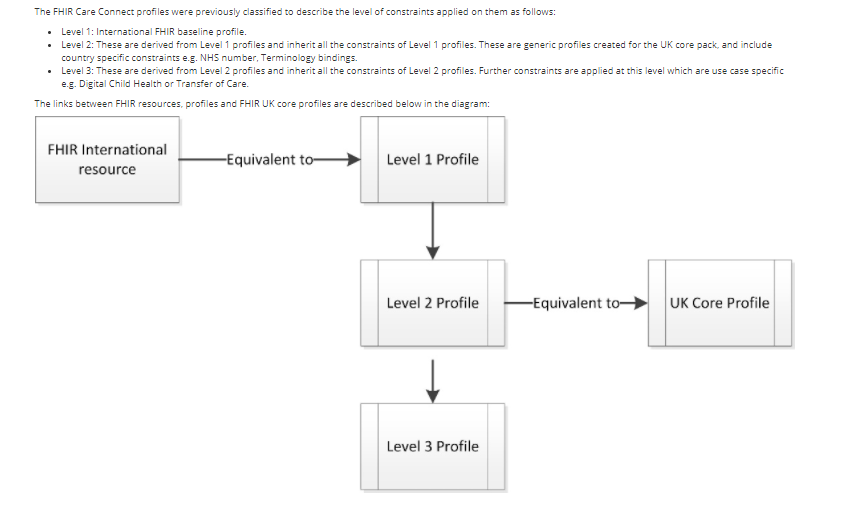 The FHIR Care Connect profiles were previously classified to describe the level of constraints applied on them as follows:
• Level 1: International FHIR baseline profile.
• Level 2: These are derived from Level 1 profiles and inherit all the constraints of Level 1 profiles. These are generic profiles created for the UK core pack, and include
country specific constraints e.g. NHS number, Terminology bindings.
• Level 3: These are derived from Level 2 profiles and inherit all the constraints of Level 2 profiles. Further constraints are applied at this level which are use case specific
e.g. Digital Child Health or Transfer of Care.
The links between FHIR resources, profiles and FHIR UK core profiles are described below in the diagram:
FHIR International
resource
Equivalent to
Level 1 Profile
Level 2 Profile
Equivalent to
UK Core Profile
Level 3 Profile